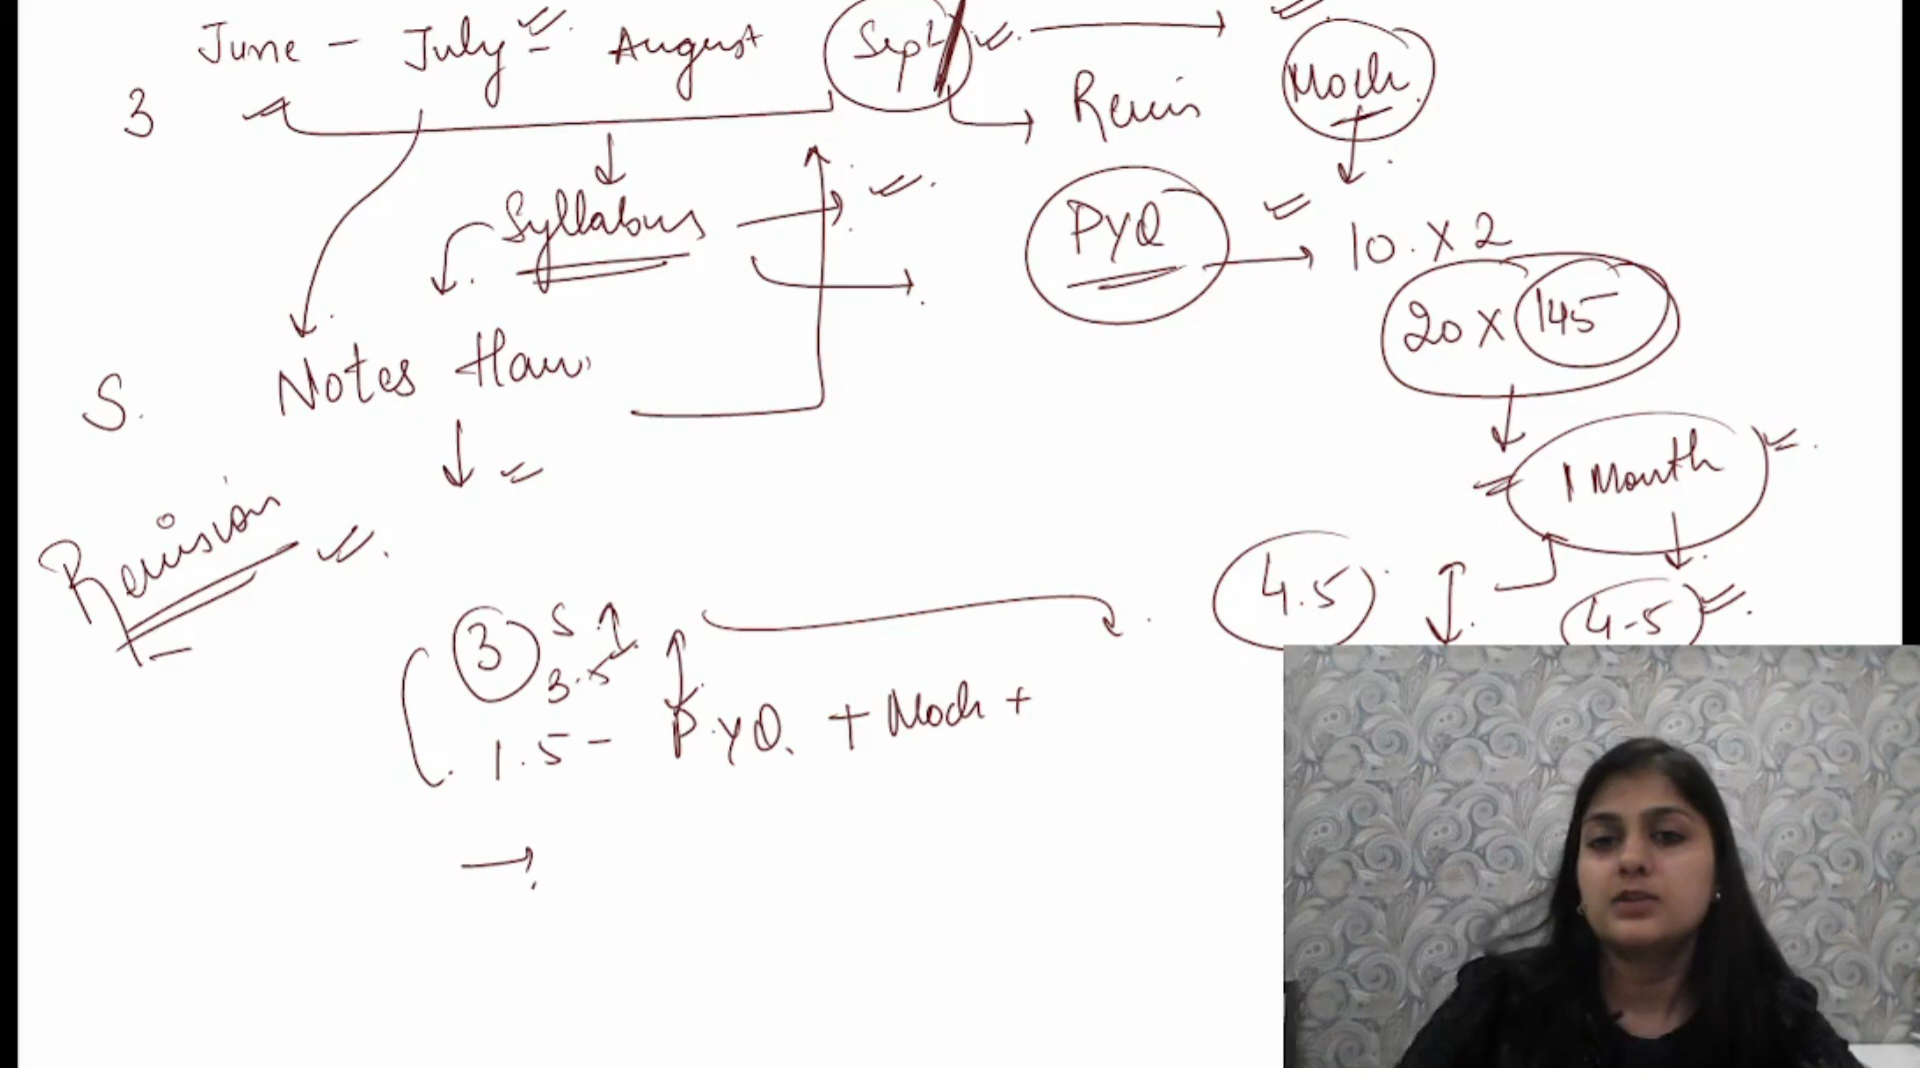 June - July August Sept
3
Revis
Mock
Syllabus
PYQ
10. X 2
20 X 145
S.
Notes
1 Month
Revision
4.5
4-5
3 S
3.5
1.5 - PYQ. + Mock +